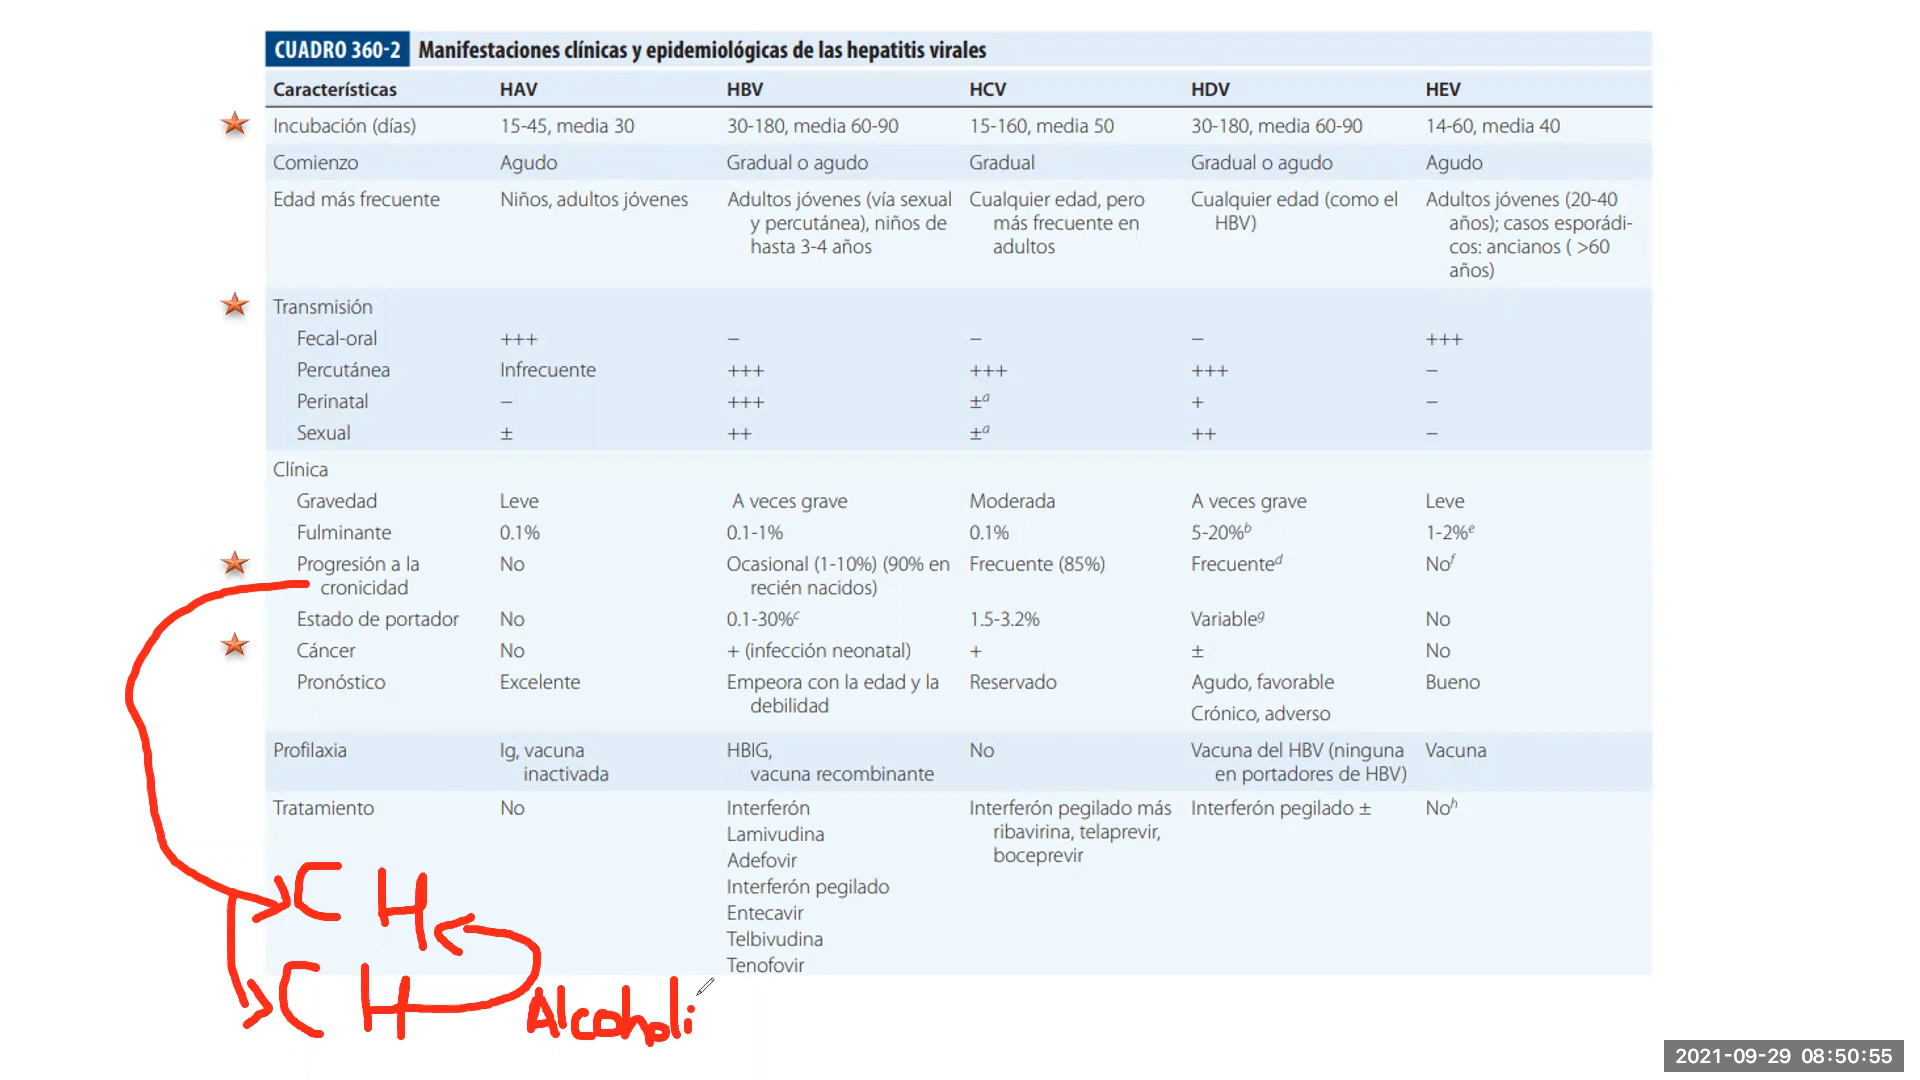 CUADRO 360-2 Manifestaciones clínicas y epidemiológicas de las hepatitis virales
Características HAV HBV HCV HDV HEV
Incubación (días) 15-45, media 30 30-180, media 60-90 15-160, media 50 30-180, media 60-90 14-60, media 40
Comienzo Agudo Gradual o agudo Gradual Gradual o agudo Agudo
Edad más frecuente Niños, adultos jóvenes Adultos jóvenes (vía sexual Cualquier edad, pero Cualquier edad (como el Adultos jóvenes (20-40
y percutánea), niños de más frecuente en HBV) años); casos esporádi-
hasta 3-4 años adultos cos: ancianos ( >60
años)
Transmisión
Fecal-oral +++ – – – +++
Percutánea Infrecuente +++ +++ +++ –
Perinatal – +++ ±a + –
Sexual ± ++ ±a ++ –
Clínica
Gravedad Leve A veces grave Moderada A veces grave Leve
Fulminante 0.1% 0.1-1% 0.1% 5-20%b 1-2%e
Progresión a la No Ocasional (1-10%) (90% en Frecuente (85%) Frecuented Nof
cronicidad recién nacidos)
Estado de portador No 0.1-30%c 1.5-3.2% Variableg No
Cáncer No + (infección neonatal) + ± No
Pronóstico Excelente Empeora con la edad y la Reservado Agudo, favorable Bueno
debilidad Crónico, adverso
Profilaxia Ig, vacuna HBIG, No Vacuna del HBV (ninguna Vacuna
inactivada vacuna recombinante en portadores de HBV)
Tratamiento No Interferón Interferón pegilado más Interferón pegilado ± Noh
Lamivudina ribavirina, telaprevir,
Adefovir boceprevir
Interferón pegilado
CH Entecavir
Telbivudina
Tenofovir
CH Alcoholi
2021-09-29 08:50:55